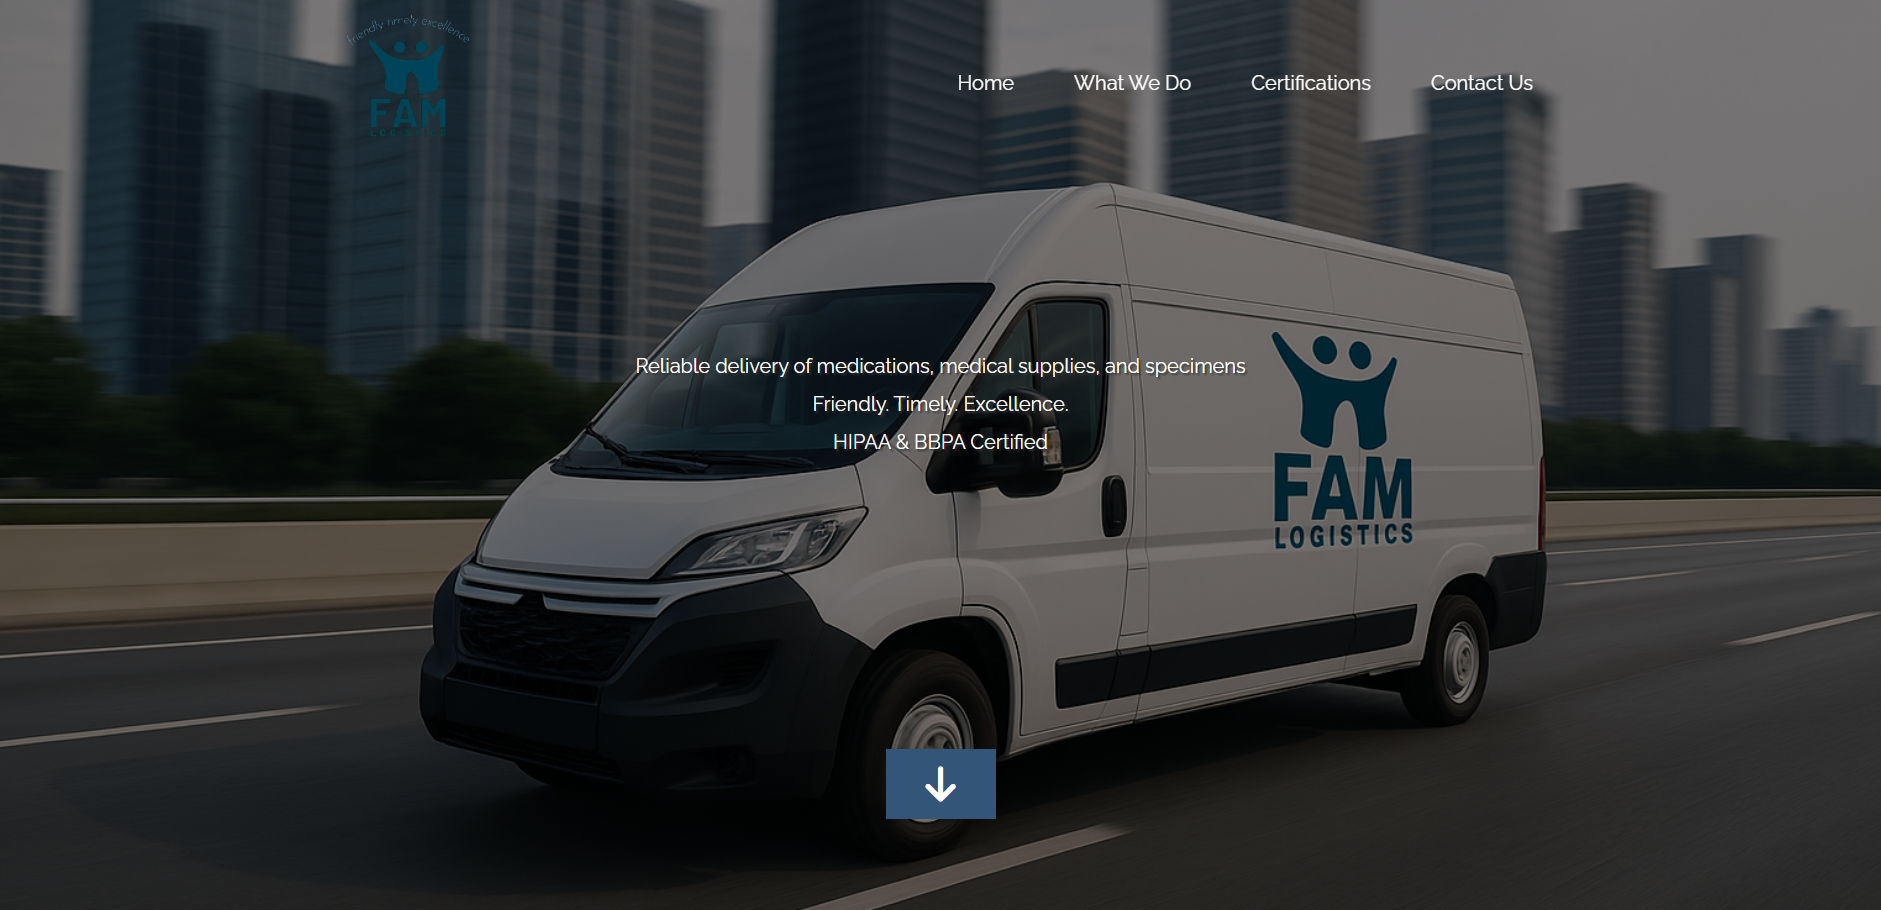 Friendly timely excellence
FAM
LOGISTICS
Home
What We Do
Certifications
Contact Us
Reliable delivery of medications, medical supplies, and specimens
Friendly. Timely. Excellence.
HIPAA & BBPA Certified
FAM
LOGISTICS